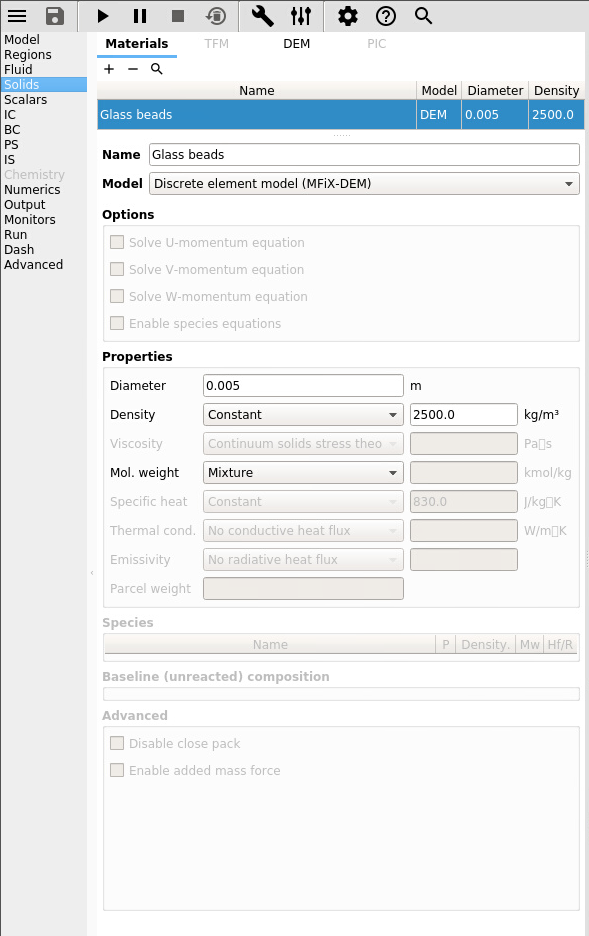 Model
Regions
Fluid
Solids
Scalars
IC
BC
PS
IS
Chemistry
Numerics
Output
Monitors
Run
Dash
Advanced
Materials TFM DEM PIC
Name Model Diameter Density
Glass beads DEM 0.005 2500.0
Name Glass beads
Model Discrete element model (MFiX-DEM)
Options
Solve U-momentum equation
Solve V-momentum equation
Solve W-momentum equation
Enable species equations
Properties
Diameter 0.005 m
Density Constant 2500.0 kg/m³
Viscosity Continuum solids stress theo Pa▯s
Mol. weight Mixture kmol/kg
Specific heat Constant 830.0 J/kg▯K
Thermal cond. No conductive heat flux W/m▯K
Emissivity No radiative heat flux
Parcel weight
Species
Name P Density. Mw Hf/R
Baseline (unreacted) composition
Advanced
Disable close pack
Enable added mass force